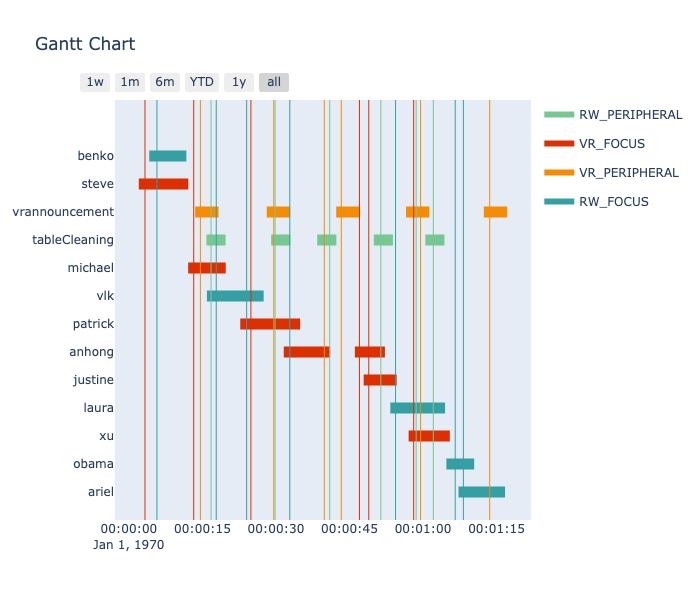 Gantt Chart
1w 1m 6m YTD 1y all
RW_PERIPHERAL
VR_FOCUS
VR_PERIPHERAL
RW_FOCUS
benko
steve
vrannouncement
tableCleaning
michael
vlk
patrick
anhong
justine
laura
xu
obama
ariel
00:00:00 00:00:15 00:00:30 00:00:45 00:01:00 00:01:15
Jan 1, 1970